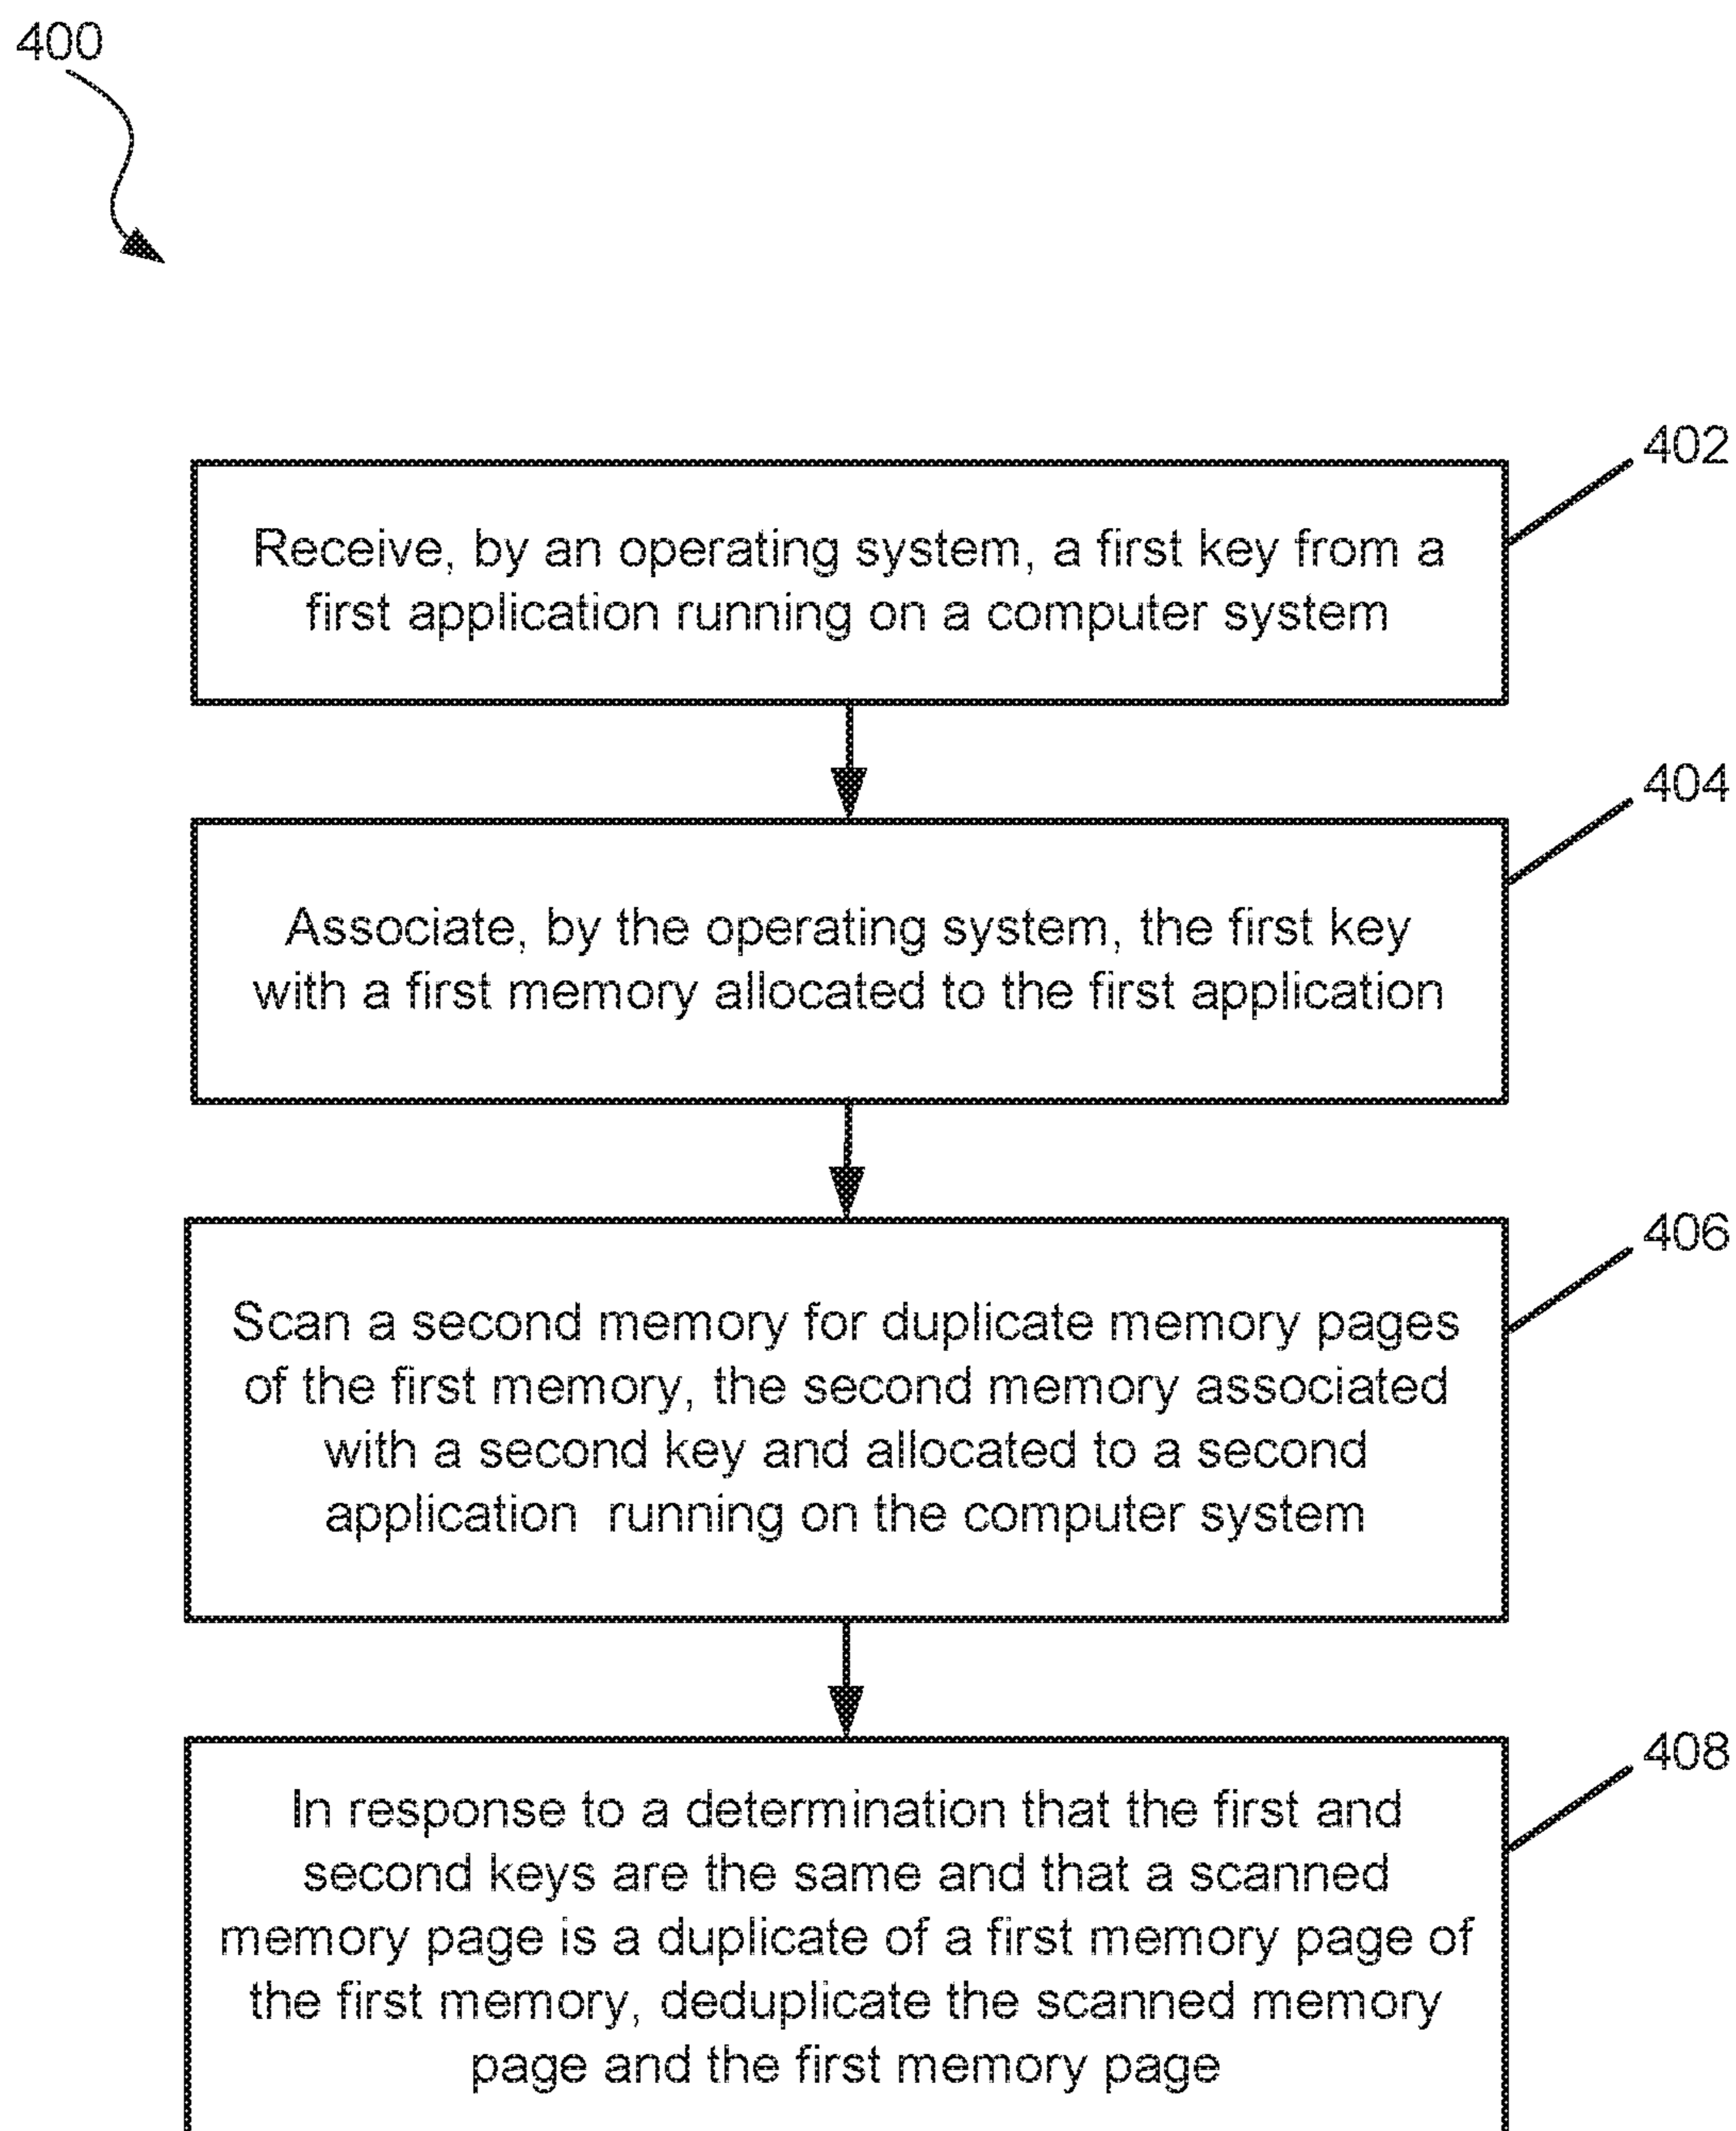 400
402
Receive, by an operating system, a first key from a
first application running on a computer system
404
Associate, by the operating system, the first key
with a first memory allocated to the first application
406
Scan a second memory for duplicate memory pages
of the first memory, the second memory associated
with a second key and allocated to a second
application running on the computer system
408
In response to a determination that the first and
second keys are the same and that a scanned
memory page is a duplicate of a first memory page of
the first memory, deduplicate the scanned memory
page and the first memory page